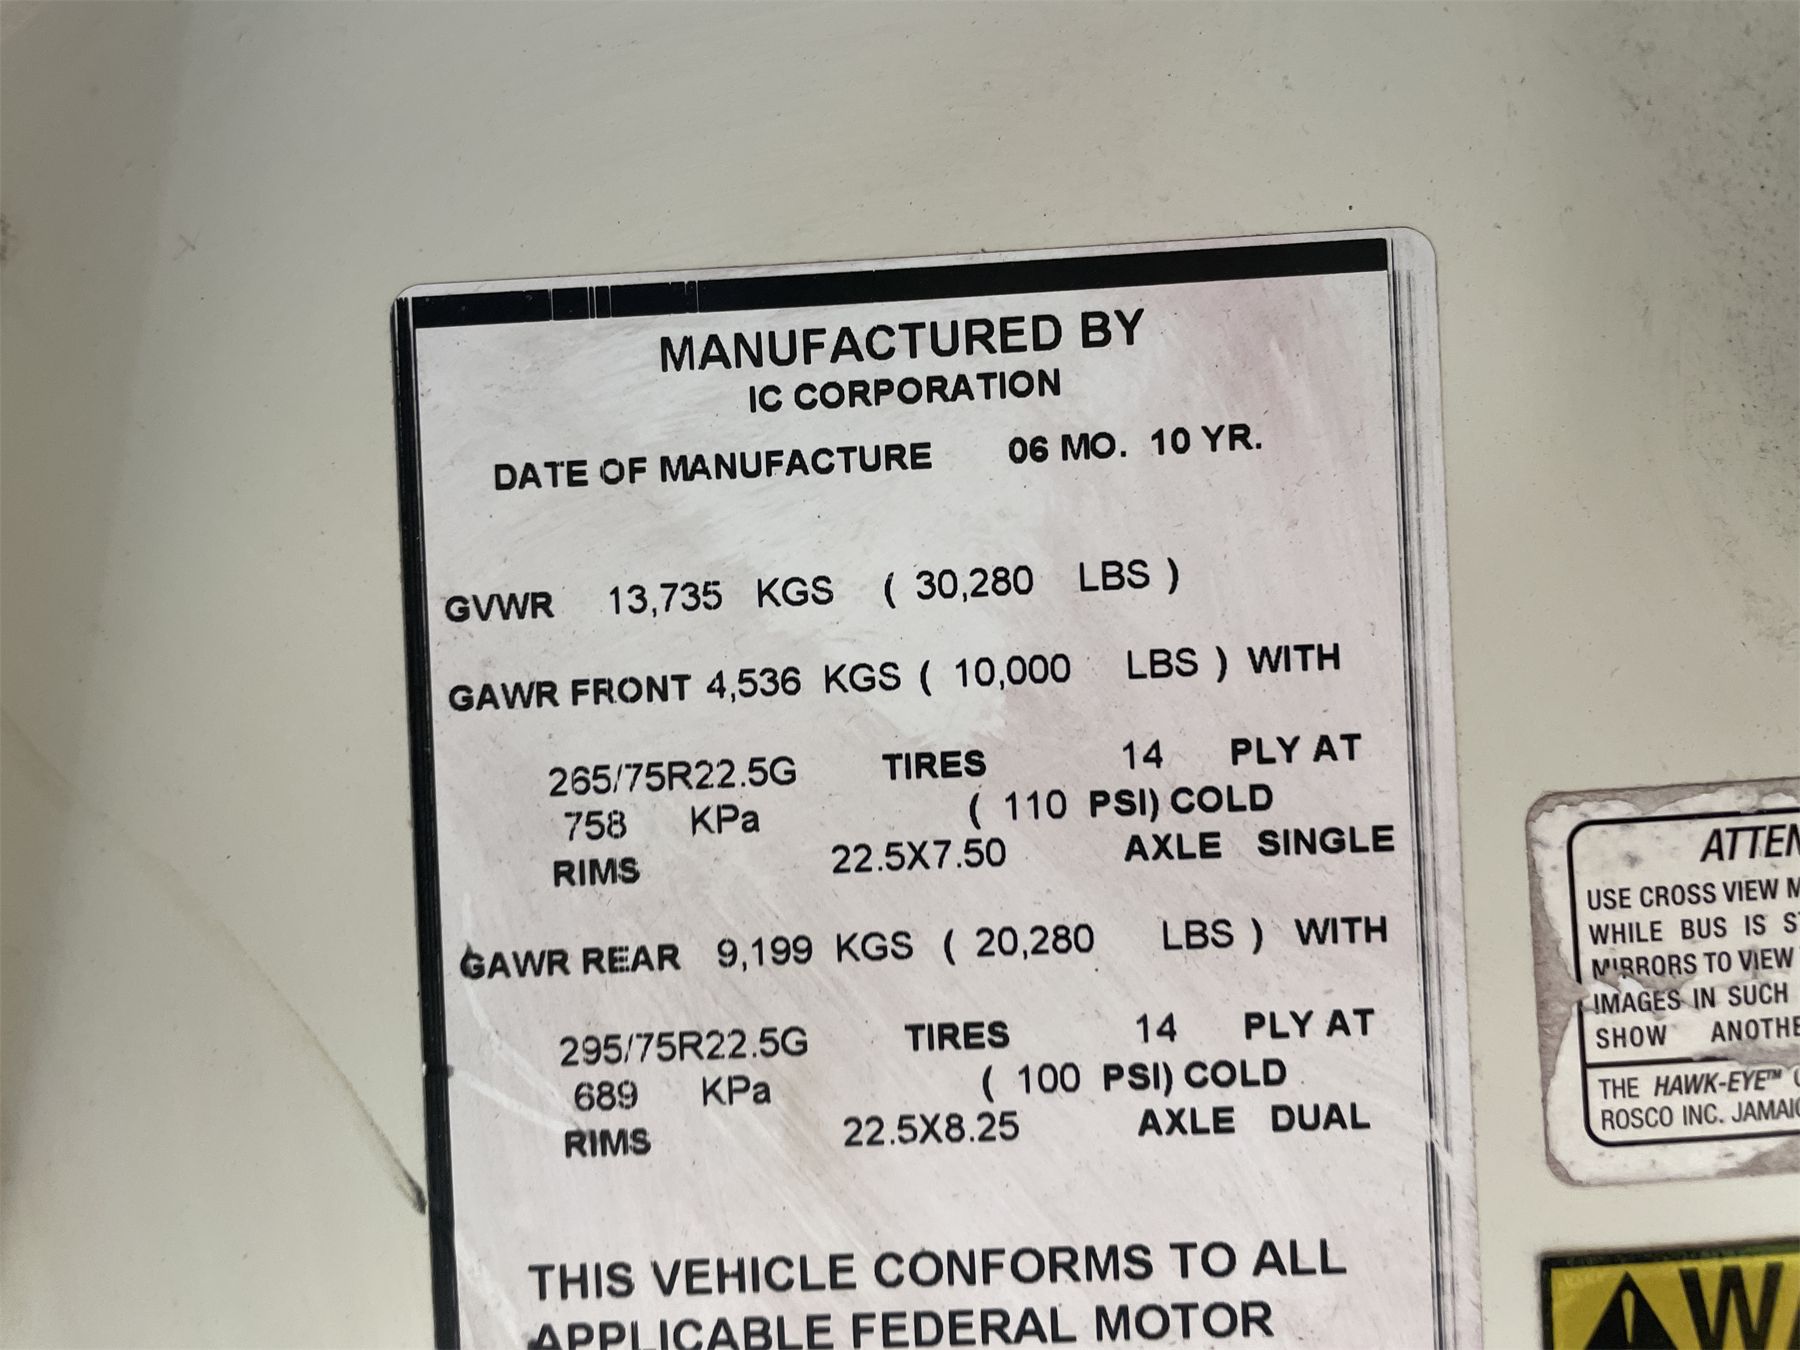 MANUFACTURED BY
IC CORPORATION
DATE OF MANUFACTURE 06 MO. 10 YR.
GVWR 13,735 KGS ( 30,280 LBS )
GAWR FRONT 4,536 KGS ( 10,000 LBS ) WITH
265/75R22.5G TIRES 14 PLY AT
758 KPa ( 110 PSI) COLD
RIMS 22.5X7.50 AXLE SINGLE
GAWR REAR 9,199 KGS ( 20,280 LBS ) WITH
295/75R22.5G TIRES 14 PLY AT
689 KPa ( 100 PSI) COLD
RIMS 22.5X8.25 AXLE DUAL
THIS VEHICLE CONFORMS TO ALL
APPLICABLE FEDERAL MOTOR
USE CROSS VIEW
WHILE BUS IS
MIRRORS TO VIEW
IMAGES IN SUCH
SHOW
THE HAWK-EYE™
ROSCO INC.